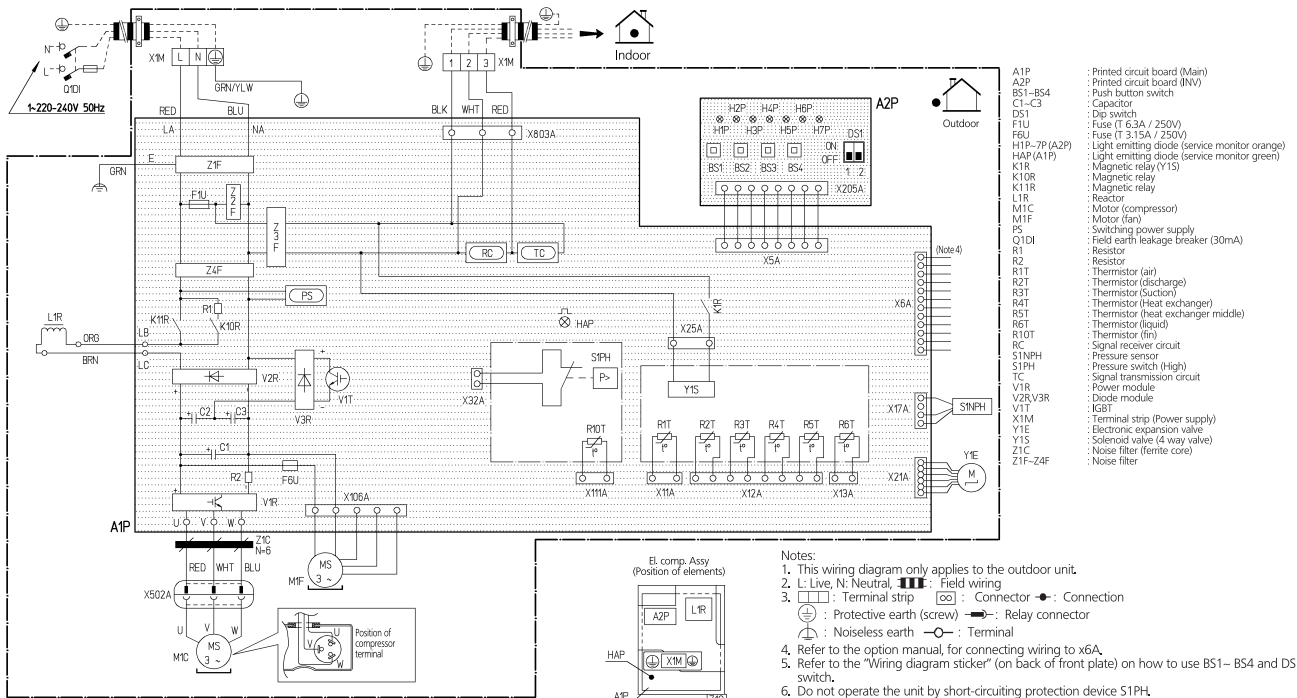 N
L
Q1DI
1~220-240V 50Hz
X1M
L N
GRN/YLW
RED
BLU
LA
NA
E
GRN
Z1F
F1U
Z2F
Z3F
Z4F
PS
R1
K11R
K10R
L1R
ORG
BRN
LB
LC
V2R
V3R
V1T
C2
C3
C1
R2
F6U
V1R
X106A
A1P
U V W
Z1C
N=6
RED WHT BLU
X502A
U V W
MS
3 ~
M1C
MS
3 ~
M1F
Position of
compressor
terminal
U
V
W
Indoor
1 2 3 X1M
BLK WHT RED
X803A
RC
TC
HAP
K1R
X25A
Y1S
S1PH
P>
X32A
R10T
t°
X111A
R1T
R2T
R3T
R4T
R5T
R6T
t°
t°
t°
t°
t°
t°
X11A
X12A
X13A
A2P
H2P H4P H6P
H1P H3P H5P H7P
DS1
ON
OFF
1 2
BS1 BS2 BS3 BS4
X205A
X5A
Outdoor
(Note 4)
X6A
X17A
S1NPH
X21A
Y1E
M
A1P : Printed circuit board (Main)
A2P : Printed circuit board (INV)
BS1~BS4 : Push button switch
C1~C3 : Capacitor
DS1 : Dip switch
F1U : Fuse (T 6.3A / 250V)
F6U : Fuse (T 3.15A / 250V)
H1P~7P (A2P) : Light emitting diode (service monitor orange)
HAP (A1P) : Light emitting diode (service monitor green)
K1R : Magnetic relay (Y1S)
K10R : Magnetic relay
K11R : Magnetic relay
L1R : Reactor
M1C : Motor (compressor)
M1F : Motor (fan)
PS : Switching power supply
Q1DI : Field earth leakage breaker (30mA)
R1 : Resistor
R2 : Resistor
R1T : Thermistor (air)
R2T : Thermistor (discharge)
R3T : Thermistor (Suction)
R4T : Thermistor (Heat exchanger)
R5T : Thermistor (heat exchanger middle)
R6T : Thermistor (liquid)
R10T : Thermistor (fin)
RC : Signal receiver circuit
S1NPH : Pressure sensor
S1PH : Pressure switch (High)
TC : Signal transmission circuit
V1R : Power module
V2R,V3R : Diode module
V1T : IGBT
X1M : Terminal strip (Power supply)
Y1E : Electronic expansion valve
Y1S : Solenoid valve (4 way valve)
Z1C : Noise filter (ferrite core)
Z1F~Z4F : Noise filter
El. comp. Assy
(Position of elements)
A2P
L1R
HAP
X1M
A1P
Notes:
1. This wiring diagram only applies to the outdoor unit.
2. L: Live, N: Neutral, : Field wiring
3. : Terminal strip : Connector : Connection
: Protective earth (screw) : Relay connector
: Noiseless earth : Terminal
4. Refer to the option manual, for connecting wiring to x6A.
5. Refer to the "Wiring diagram sticker" (on back of front plate) on how to use BS1~ BS4 and DS
switch.
6. Do not operate the unit by short-circuiting protection device S1PH.